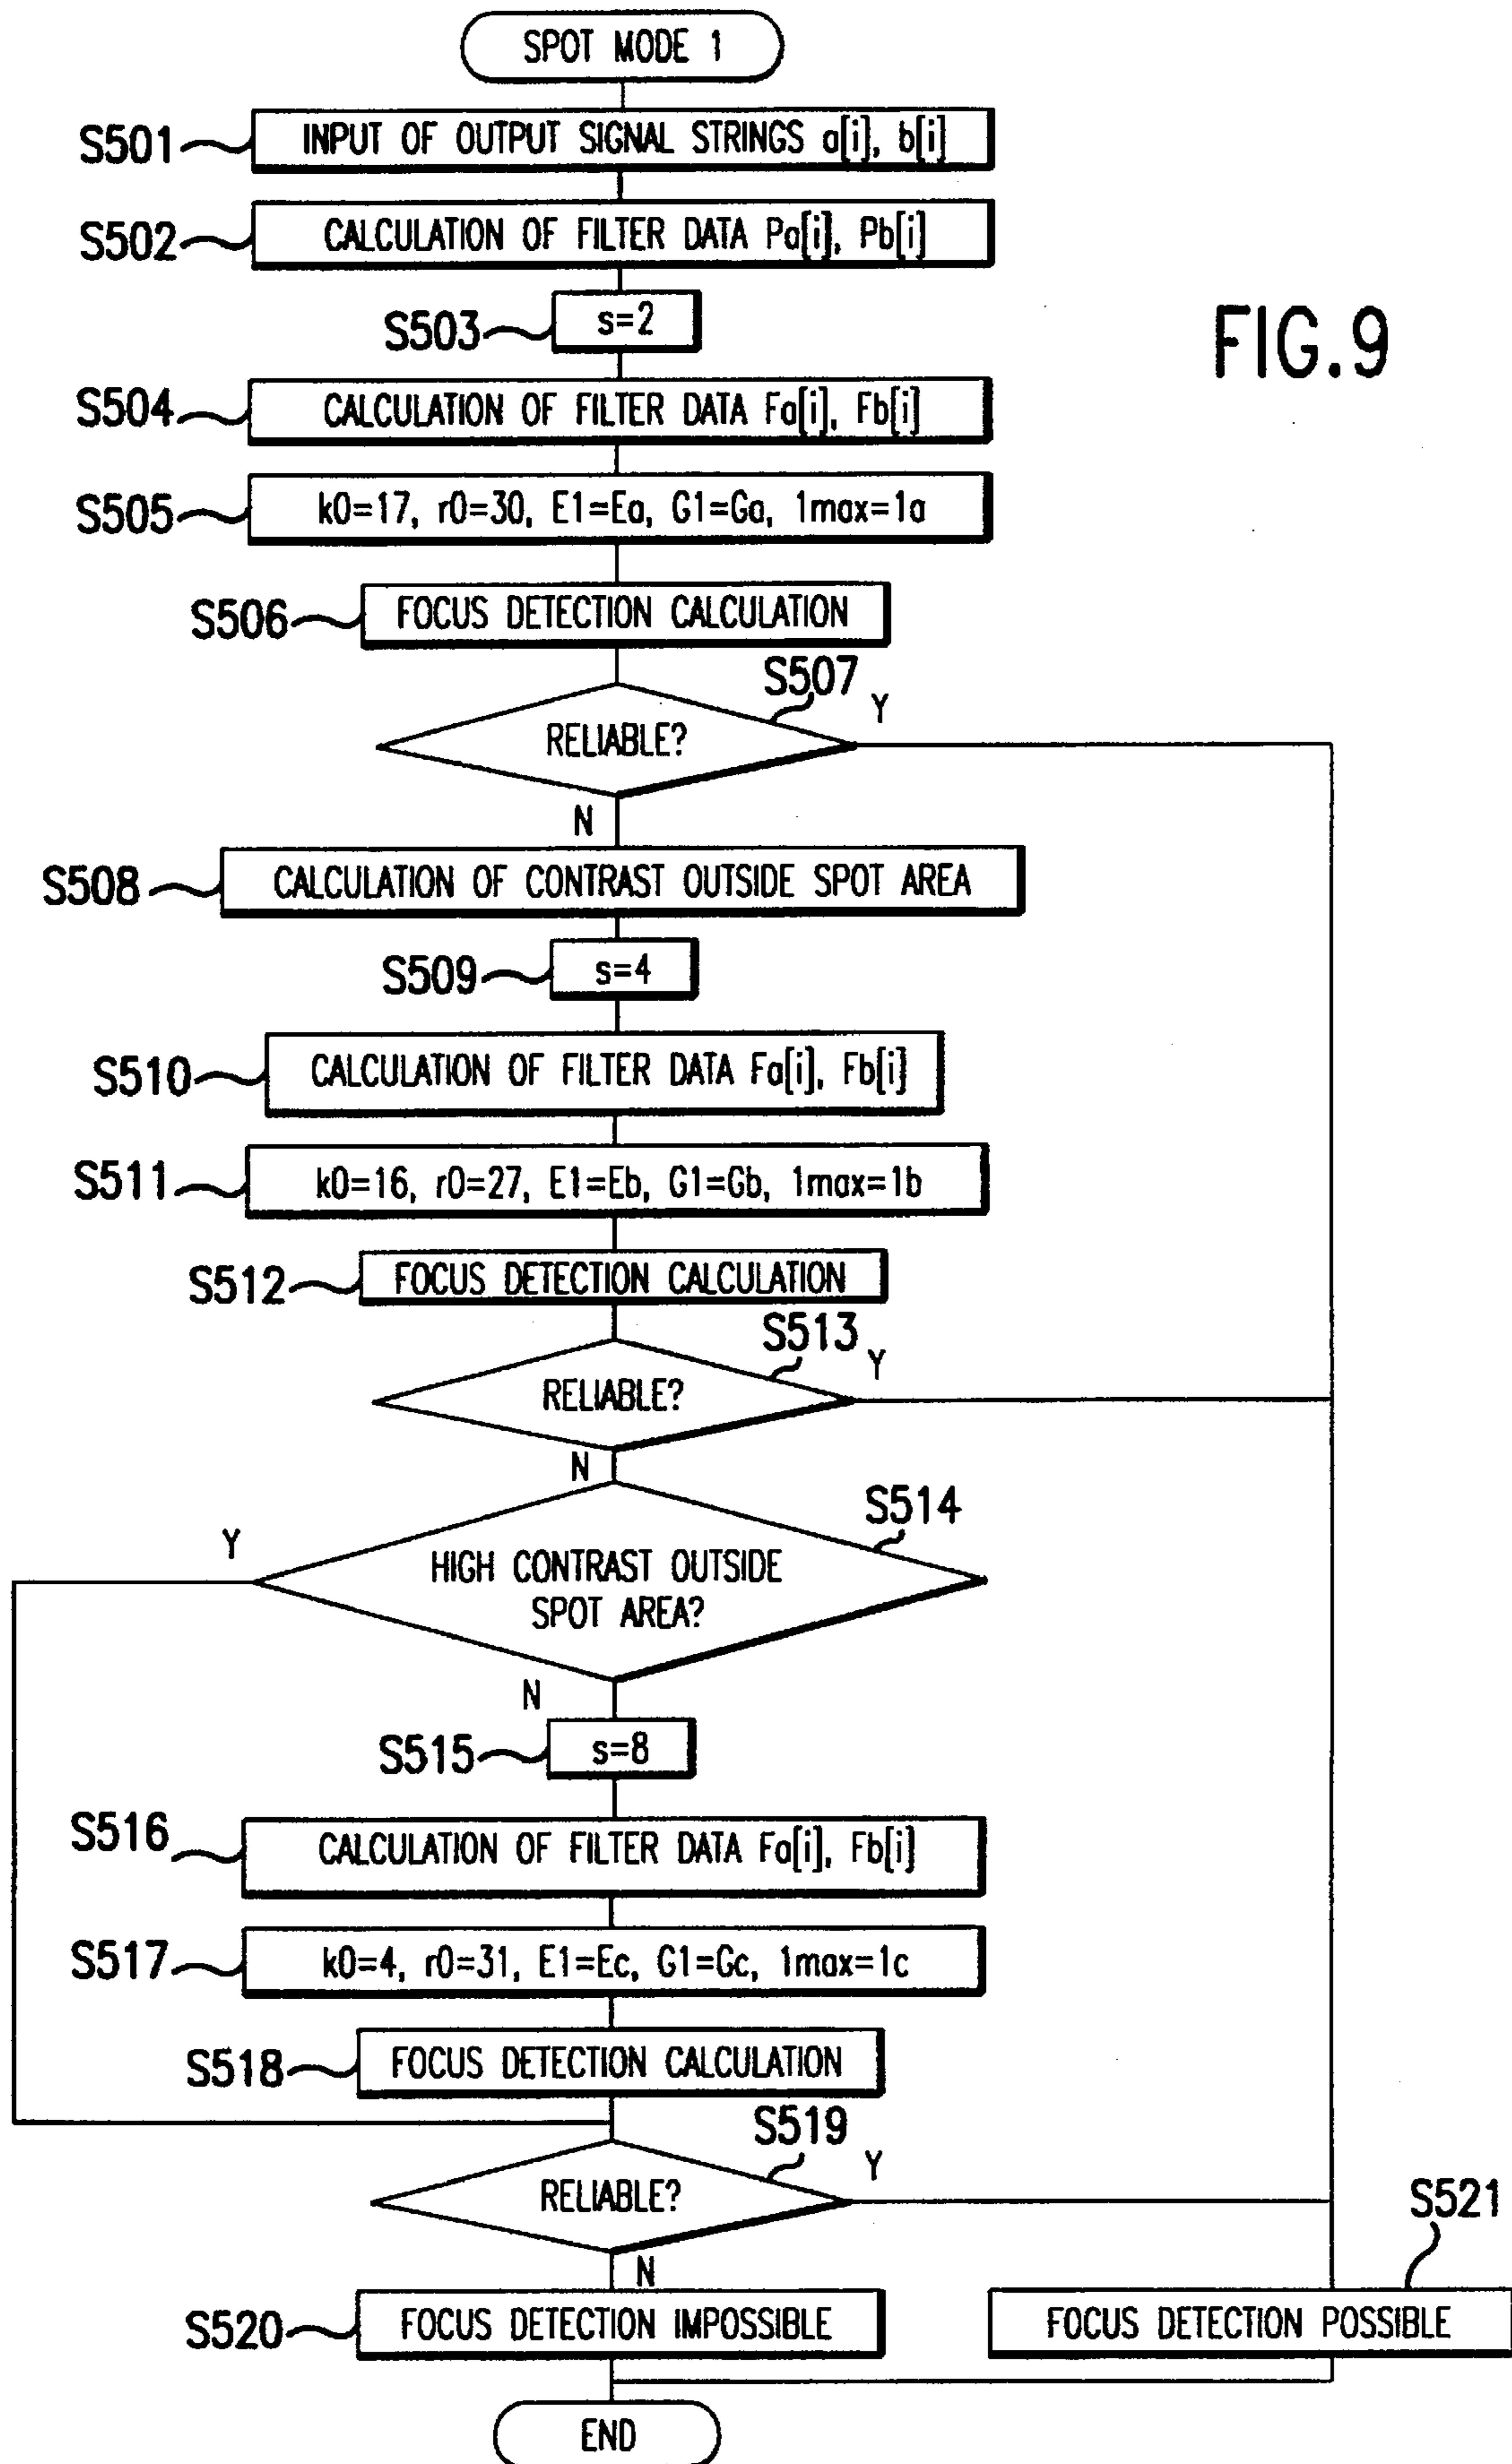 SPOT MODE 1
S501
INPUT OF OUTPUT SIGNAL STRINGS a[i], b[i]
S502
CALCULATION OF FILTER DATA Pa[i], Pb[i]
S503
s=2
FIG.9
S504
CALCULATION OF FILTER DATA Fa[i], Fb[i]
S505
k0=17, r0=30, E1=Ea, G1=Ga, 1max=1a
S506
FOCUS DETECTION CALCULATION
S507
Y
RELIABLE?
N
S508
CALCULATION OF CONTRAST OUTSIDE SPOT AREA
S509
s=4
S510
CALCULATION OF FILTER DATA Fa[i], Fb[i]
S511
k0=16, r0=27, E1=Eb, G1=Gb, 1max=1b
S512
FOCUS DETECTION CALCULATION
S513
Y
RELIABLE?
N
S514
Y
HIGH CONTRAST OUTSIDE
SPOT AREA?
N
S515
s=8
S516
CALCULATION OF FILTER DATA Fa[i], Fb[i]
S517
k0=4, r0=31, E1=Ec, G1=Gc, 1max=1c
S518
FOCUS DETECTION CALCULATION
S519
Y
RELIABLE?
N
S521
S520
FOCUS DETECTION IMPOSSIBLE
FOCUS DETECTION POSSIBLE
END